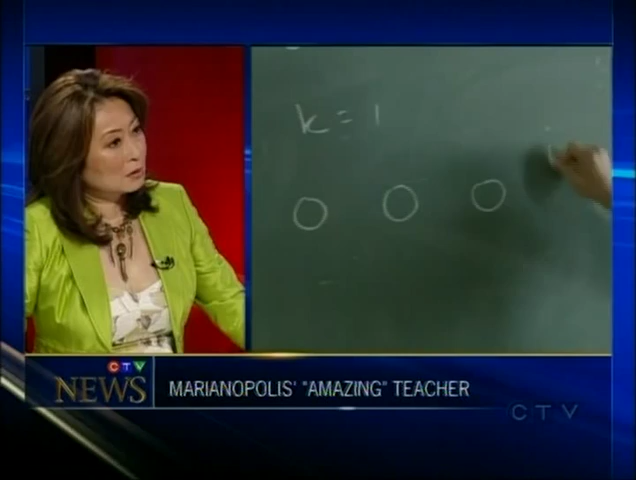 k = 1
CTV
NEWS
MARIANOPOLIS' "AMAZING" TEACHER
CTV